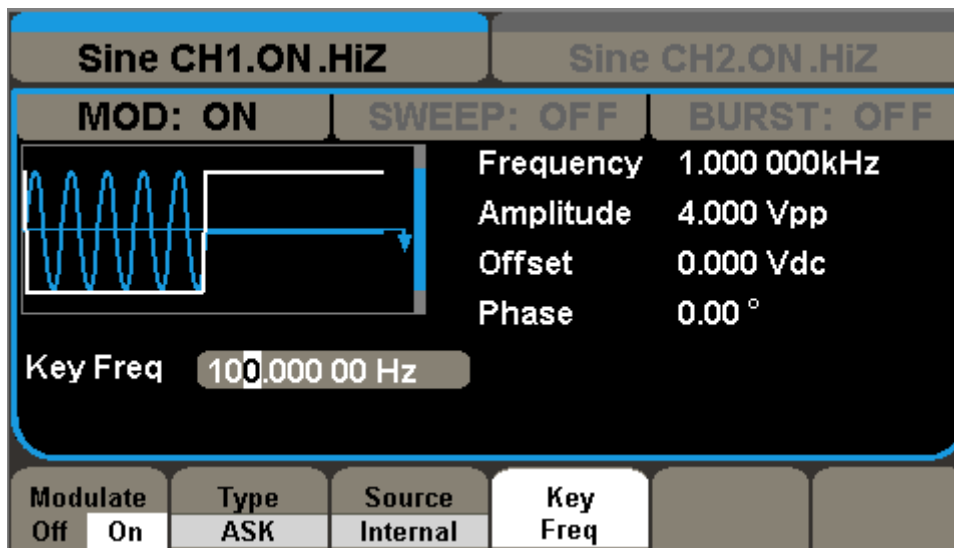 Sine CH1.ON.HiZ
Sine CH2.ON.HiZ
MOD: ON
SWEEP: OFF
BURST: OFF
Frequency 1.000 000kHz
Amplitude 4.000 Vpp
Offset 0.000 Vdc
Phase 0.00 °
Key Freq 100.000 00 Hz
Modulate
Off On
Type
ASK
Source
Internal
Key
Freq